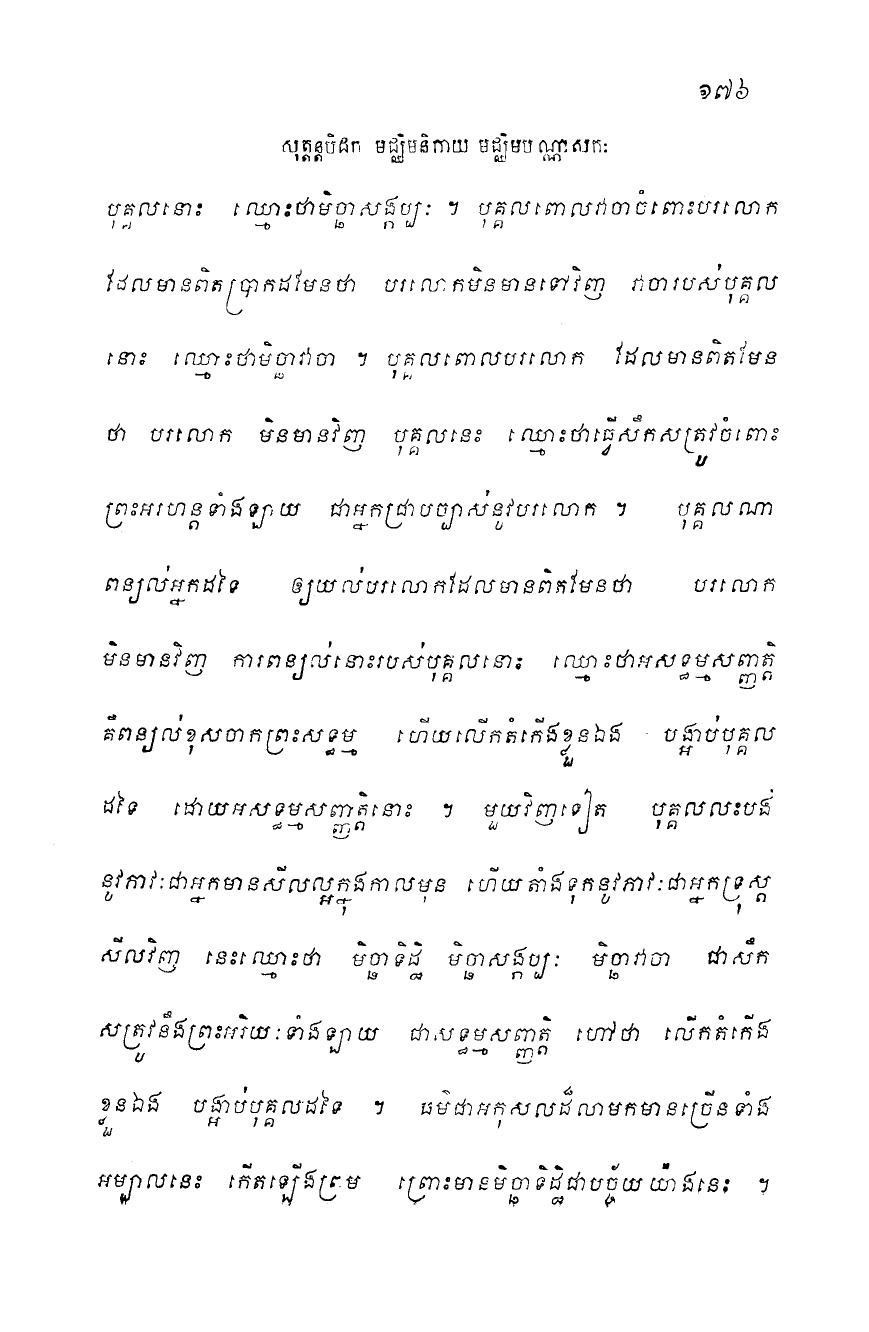 ១៧៦
សុត្តន្តបិដក មជ្ឈិមនិកាយ មជ្ឈិមបណ្ណាសកៈ
បុគ្គលនោះ ឈ្មោះថាមិច្ឆាសង្កប្បៈ ។ បុគ្គលពោលវាចាចំពោះបរលោក
ដែលមានពិតប្រាកដមែនថា បរលោកមិនមានទៅវិញ វាចារបស់បុគ្គល
នោះ ឈ្មោះថាមិច្ឆាវាចា ។ បុគ្គលពោលបរលោក ដែលមានពិតមែន
ថា បរលោក មិនមានវិញ បុគ្គលនេះ ឈ្មោះថាធ្វើសឹកសត្រូវចំពោះ
ព្រះអរហន្តទាំងឡាយ ជាអ្នកជ្រាបច្បាស់នូវបរលោក ។ បុគ្គលណា
ពន្យល់អ្នកដទៃ ឲ្យយល់បរលោកដែលមានពិតមែនថា បរលោក
មិនមានវិញ ការពន្យល់នោះរបស់បុគ្គលនោះ ឈ្មោះថាអសទ្ធម្មសញ្ញត្តិ
គឺពន្យល់ខុសចាកព្រះសទ្ធម្ម ហើយលើកតំកើងខ្លួនឯង បង្អាប់បុគ្គល
ដទៃ ដោយអសទ្ធម្មសញ្ញត្តិនោះ ។ មួយវិញទៀត បុគ្គលលះបង់
នូវភាវៈជាអ្នកមានសីលល្អក្នុងកាលមុន ហើយតាំងទុកនូវភាវៈជាអ្នកទ្រុស្ត
សីលវិញ នេះឈ្មោះថា មិច្ឆាទិដ្ឋិ មិច្ឆាសង្កប្បៈ មិច្ឆាវាចា ជាសឹក
សត្រូវនឹងព្រះអរិយៈទាំងឡាយ ជាសទ្ធម្មសញ្ញត្តិ ហៅថា លើកតំកើង
ខ្លួនឯង បង្អាប់បុគ្គលដទៃ ។ ធម៌ជាអកុសលដ៏លាមកមានច្រើនទាំង
អម្បាលនេះ កើតឡើងព្រម ព្រោះមានមិច្ឆាទិដ្ឋិជាបច្ច័យយ៉ាងនេះ ។